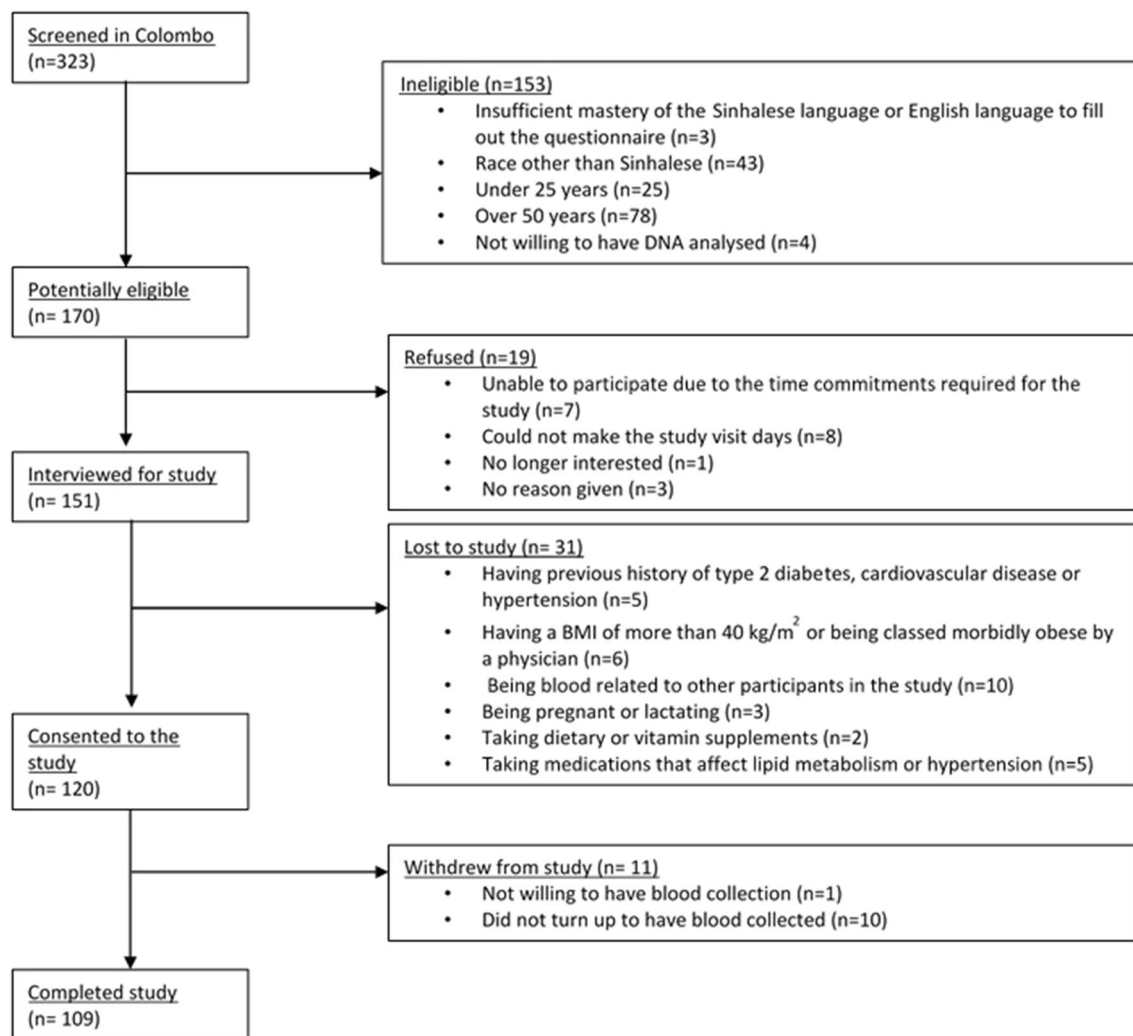 Screened in Colombo
(n=323)
Ineligible (n=153)
• Insufficient mastery of the Sinhalese language or English language to fill
out the questionnaire (n=3)
• Race other than Sinhalese (n=43)
• Under 25 years (n=25)
• Over 50 years (n=78)
• Not willing to have DNA analysed (n=4)
Potentially eligible
(n= 170)
Refused (n=19)
• Unable to participate due to the time commitments required for the
study (n=7)
• Could not make the study visit days (n=8)
• No longer interested (n=1)
• No reason given (n=3)
Interviewed for study
(n= 151)
Lost to study (n= 31)
• Having previous history of type 2 diabetes, cardiovascular disease or
hypertension (n=5)
• Having a BMI of more than 40 kg/m² or being classed morbidly obese by
a physician (n=6)
• Being blood related to other participants in the study (n=10)
• Being pregnant or lactating (n=3)
• Taking dietary or vitamin supplements (n=2)
• Taking medications that affect lipid metabolism or hypertension (n=5)
Consented to the
study
(n= 120)
Withdrew from study (n= 11)
• Not willing to have blood collection (n=1)
• Did not turn up to have blood collected (n=10)
Completed study
(n= 109)